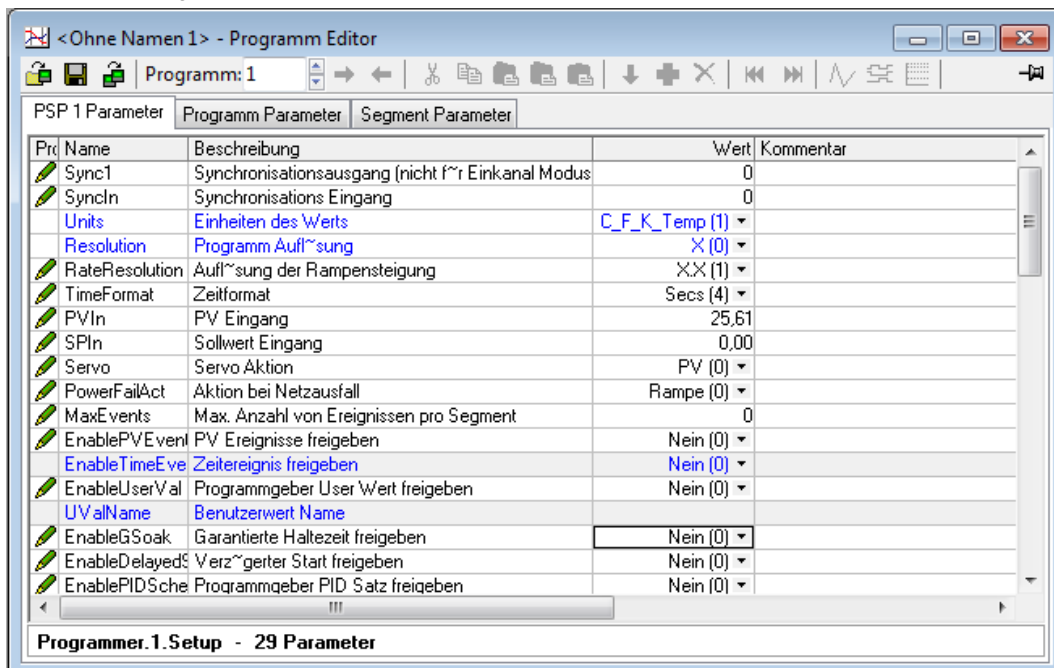 <Ohne Namen 1> - Programm Editor
Programm: 1
PSP 1 Parameter Programm Parameter Segment Parameter
Prc Name Beschreibung Wert Kommentar
Sync1 Synchronisationsausgang (nicht f~r Einkanal Modus 0
SyncIn Synchronisations Eingang 0
Units Einheiten des Werts C_F_K_Temp (1)
Resolution Programm Aufl~sung X (0)
RateResolution Aufl~sung der Rampensteigung X.X (1)
TimeFormat Zeitformat Secs (4)
PVIn PV Eingang 25,61
SPIn Sollwert Eingang 0,00
Servo Servo Aktion PV (0)
PowerFailAct Aktion bei Netzausfall Rampe (0)
MaxEvents Max. Anzahl von Ereignissen pro Segment 0
EnablePVEvent PV Ereignisse freigeben Nein (0)
EnableTimeEve Zeitereignis freigeben Nein (0)
EnableUserVal Programmgeber User Wert freigeben Nein (0)
UValName Benutzerwert Name
EnableGSoak Garantierte Haltezeit freigeben Nein (0)
EnableDelayedS Verz~gerter Start freigeben Nein (0)
EnablePIDSche Programmgeber PID Satz freigeben Nein (0)
Programmer.1.Setup - 29 Parameter